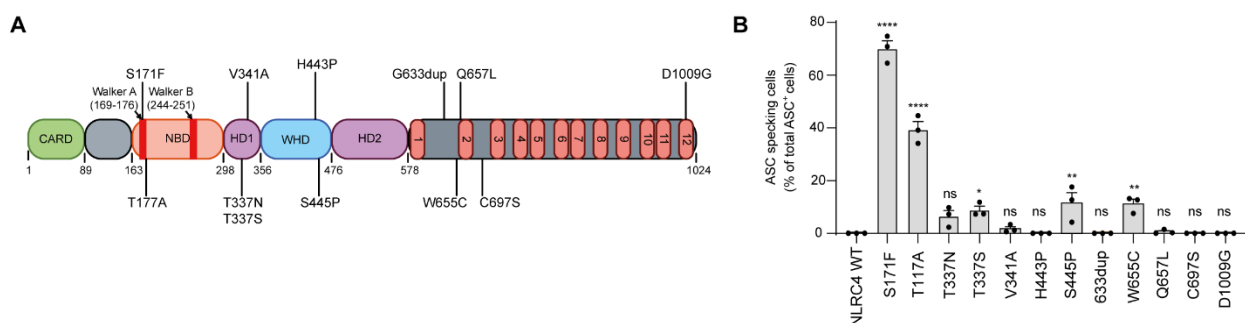 A
S171F
V341A
H443P
G633dup
Q657L
D1009G
Walker A
(169-176)
Walker B
(244-251)
CARD
NBD
HD1
WHD
HD2
1
2
3
4
5
6
7
8
9
10
11
12
1
89
163
298
356
476
578
1024
T177A
T337N
T337S
S445P
W655C
C697S
B
ASC specking cells
(% of total ASC+ cells)
80
60
40
20
0
****
****
ns
*
ns
ns
**
ns
**
ns
ns
ns
NLRC4 WT
S171F
T117A
T337N
T337S
V341A
H443P
S445P
633dup
W655C
Q657L
C697S
D1009G